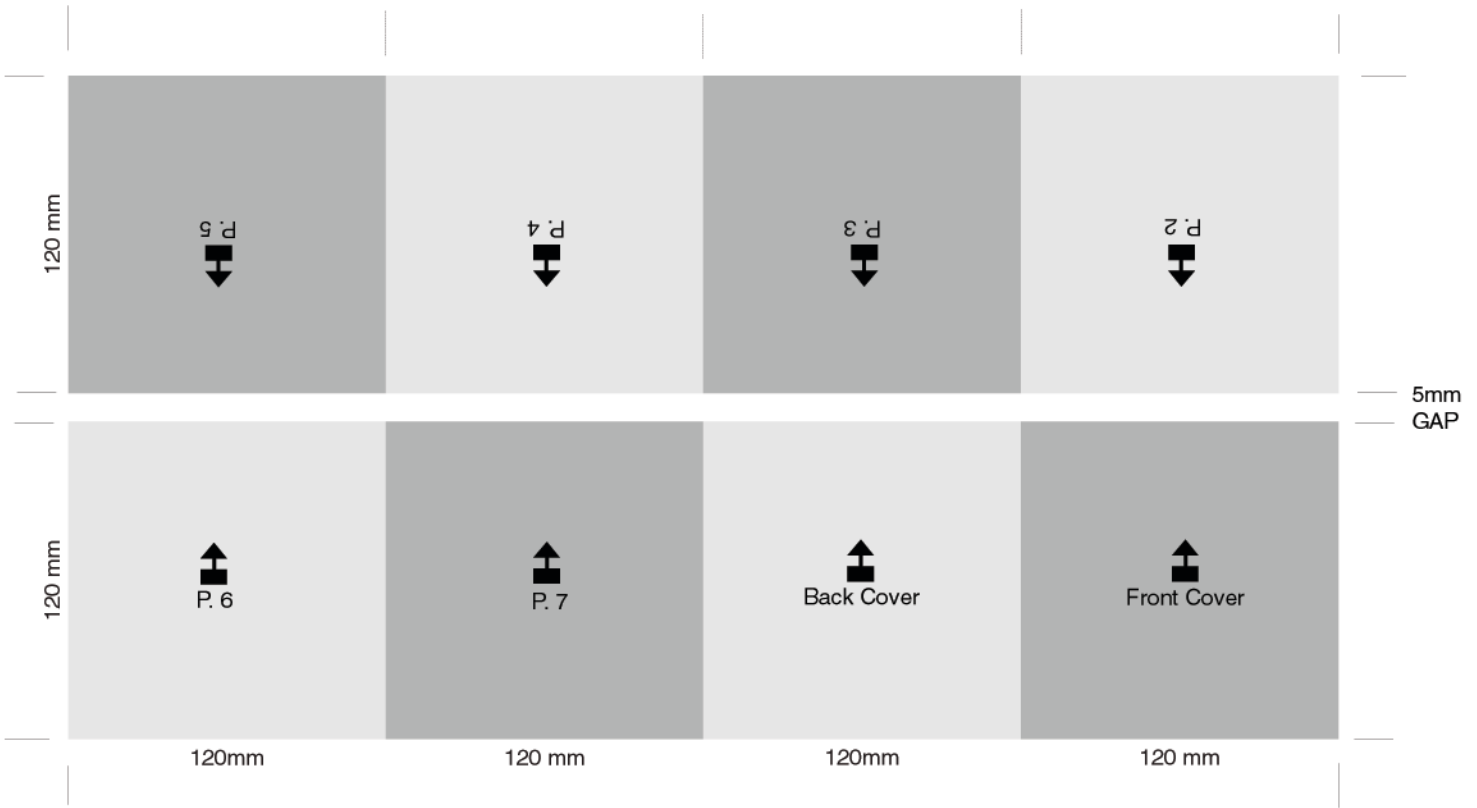 120 mm
P. 5
P. 4
P. 3
P. 2
5mm
GAP
120 mm
P. 6
P. 7
Back Cover
Front Cover
120mm
120 mm
120mm
120 mm